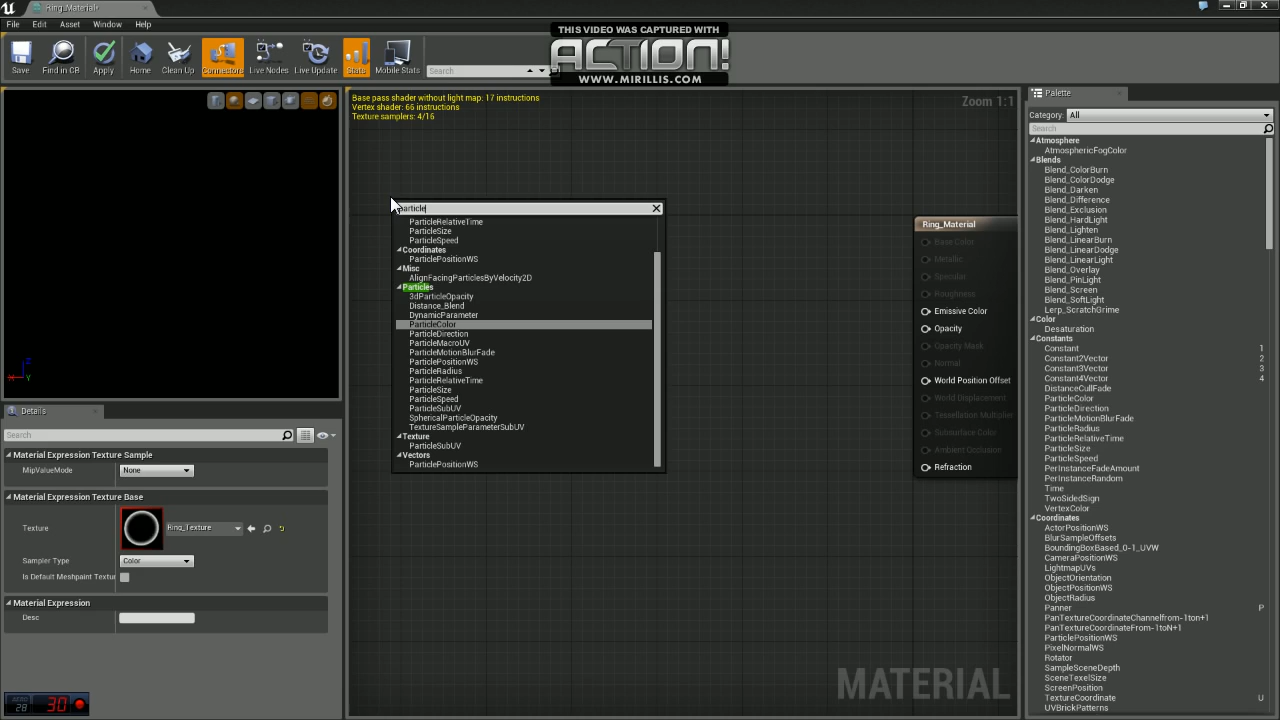 Ring_Material*
File Edit Asset Window Help
THIS VIDEO WAS CAPTURED WITH
ACTION!
WWW.MIRILLIS.COM
Save Find in CB Apply Home Clean Up Connectors Live Nodes Live Update Stats Mobile Stats Search
Base pass shader without light map: 17 instructions
Vertex shader: 66 instructions
Texture samplers: 4/16
Zoom 1:1
Particle
ParticleRelativeTime
ParticleSize
ParticleSpeed
Coordinates
ParticlePositionWS
Misc
AlignFacingParticlesByVelocity2D
Particles
3dParticleOpacity
Distance_Blend
DynamicParameter
ParticleColor
ParticleDirection
ParticleMacroUV
ParticleMotionBlurFade
ParticlePositionWS
ParticleRadius
ParticleRelativeTime
ParticleSize
ParticleSpeed
ParticleSubUV
SphericalParticleOpacity
TextureSampleParameterSubUV
Texture
ParticleSubUV
Vectors
ParticlePositionWS
Ring_Material
Base Color
Metallic
Specular
Roughness
Emissive Color
Opacity
Opacity Mask
Normal
World Position Offset
World Displacement
Tessellation Multiplier
Subsurface Color
Ambient Occlusion
Refraction
MATERIAL
Z
X
Y
Details
Search
Material Expression Texture Sample
MipValueMode None
Material Expression Texture Base
Texture Ring_Texture
Sampler Type Color
Is Default Meshpaint Textur
Material Expression
Desc
28 30
Palette
Category: All
Search
Atmosphere
AtmosphericFogColor
Blends
Blend_ColorBurn
Blend_ColorDodge
Blend_Darken
Blend_Difference
Blend_Exclusion
Blend_HardLight
Blend_Lighten
Blend_LinearBurn
Blend_LinearDodge
Blend_LinearLight
Blend_Overlay
Blend_PinLight
Blend_Screen
Blend_SoftLight
Lerp_ScratchGrime
Color
Desaturation
Constants
Constant 1
Constant2Vector 2
Constant3Vector 3
Constant4Vector 4
DistanceCullFade
ParticleColor
ParticleDirection
ParticleMotionBlurFade
ParticleRadius
ParticleRelativeTime
ParticleSize
ParticleSpeed
PerInstanceFadeAmount
PerInstanceRandom
Time
TwoSidedSign
VertexColor
Coordinates
ActorPositionWS
BlurSampleOffsets
BoundingBoxBased_0-1_UVW
CameraPositionWS
LightmapUVs
ObjectOrientation
ObjectPositionWS
ObjectRadius
Panner P
PanTextureCoordinateChannelfrom-1ton+1
PanTextureCoordinateFrom-1toN+1
ParticlePositionWS
PixelNormalWS
Rotator
SampleSceneDepth
SceneTexelSize
ScreenPosition
TextureCoordinate U
UVBrickPatterns